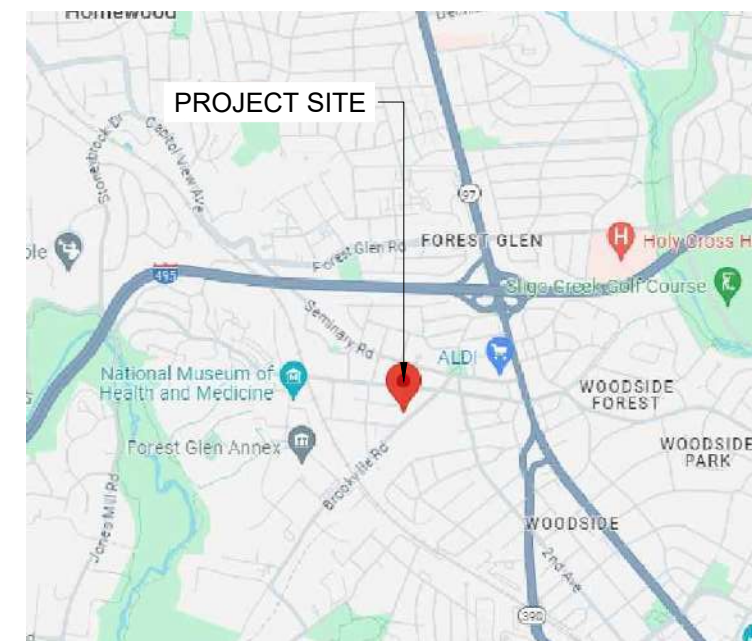 Homewood
PROJECT SITE
Stoneybrook Dr
Capitol View Ave
97
FOREST GLEN
Forest Glen Rd
Holy Cross H
ole
495
Sligo Creek Golf Course
Seminary Rd
ALDI
National Museum of
Health and Medicine
WOODSIDE
FOREST
Forest Glen Annex
WOODSIDE
PARK
Brookville Rd
Jones Mill Rd
WOODSIDE
2nd Ave
390